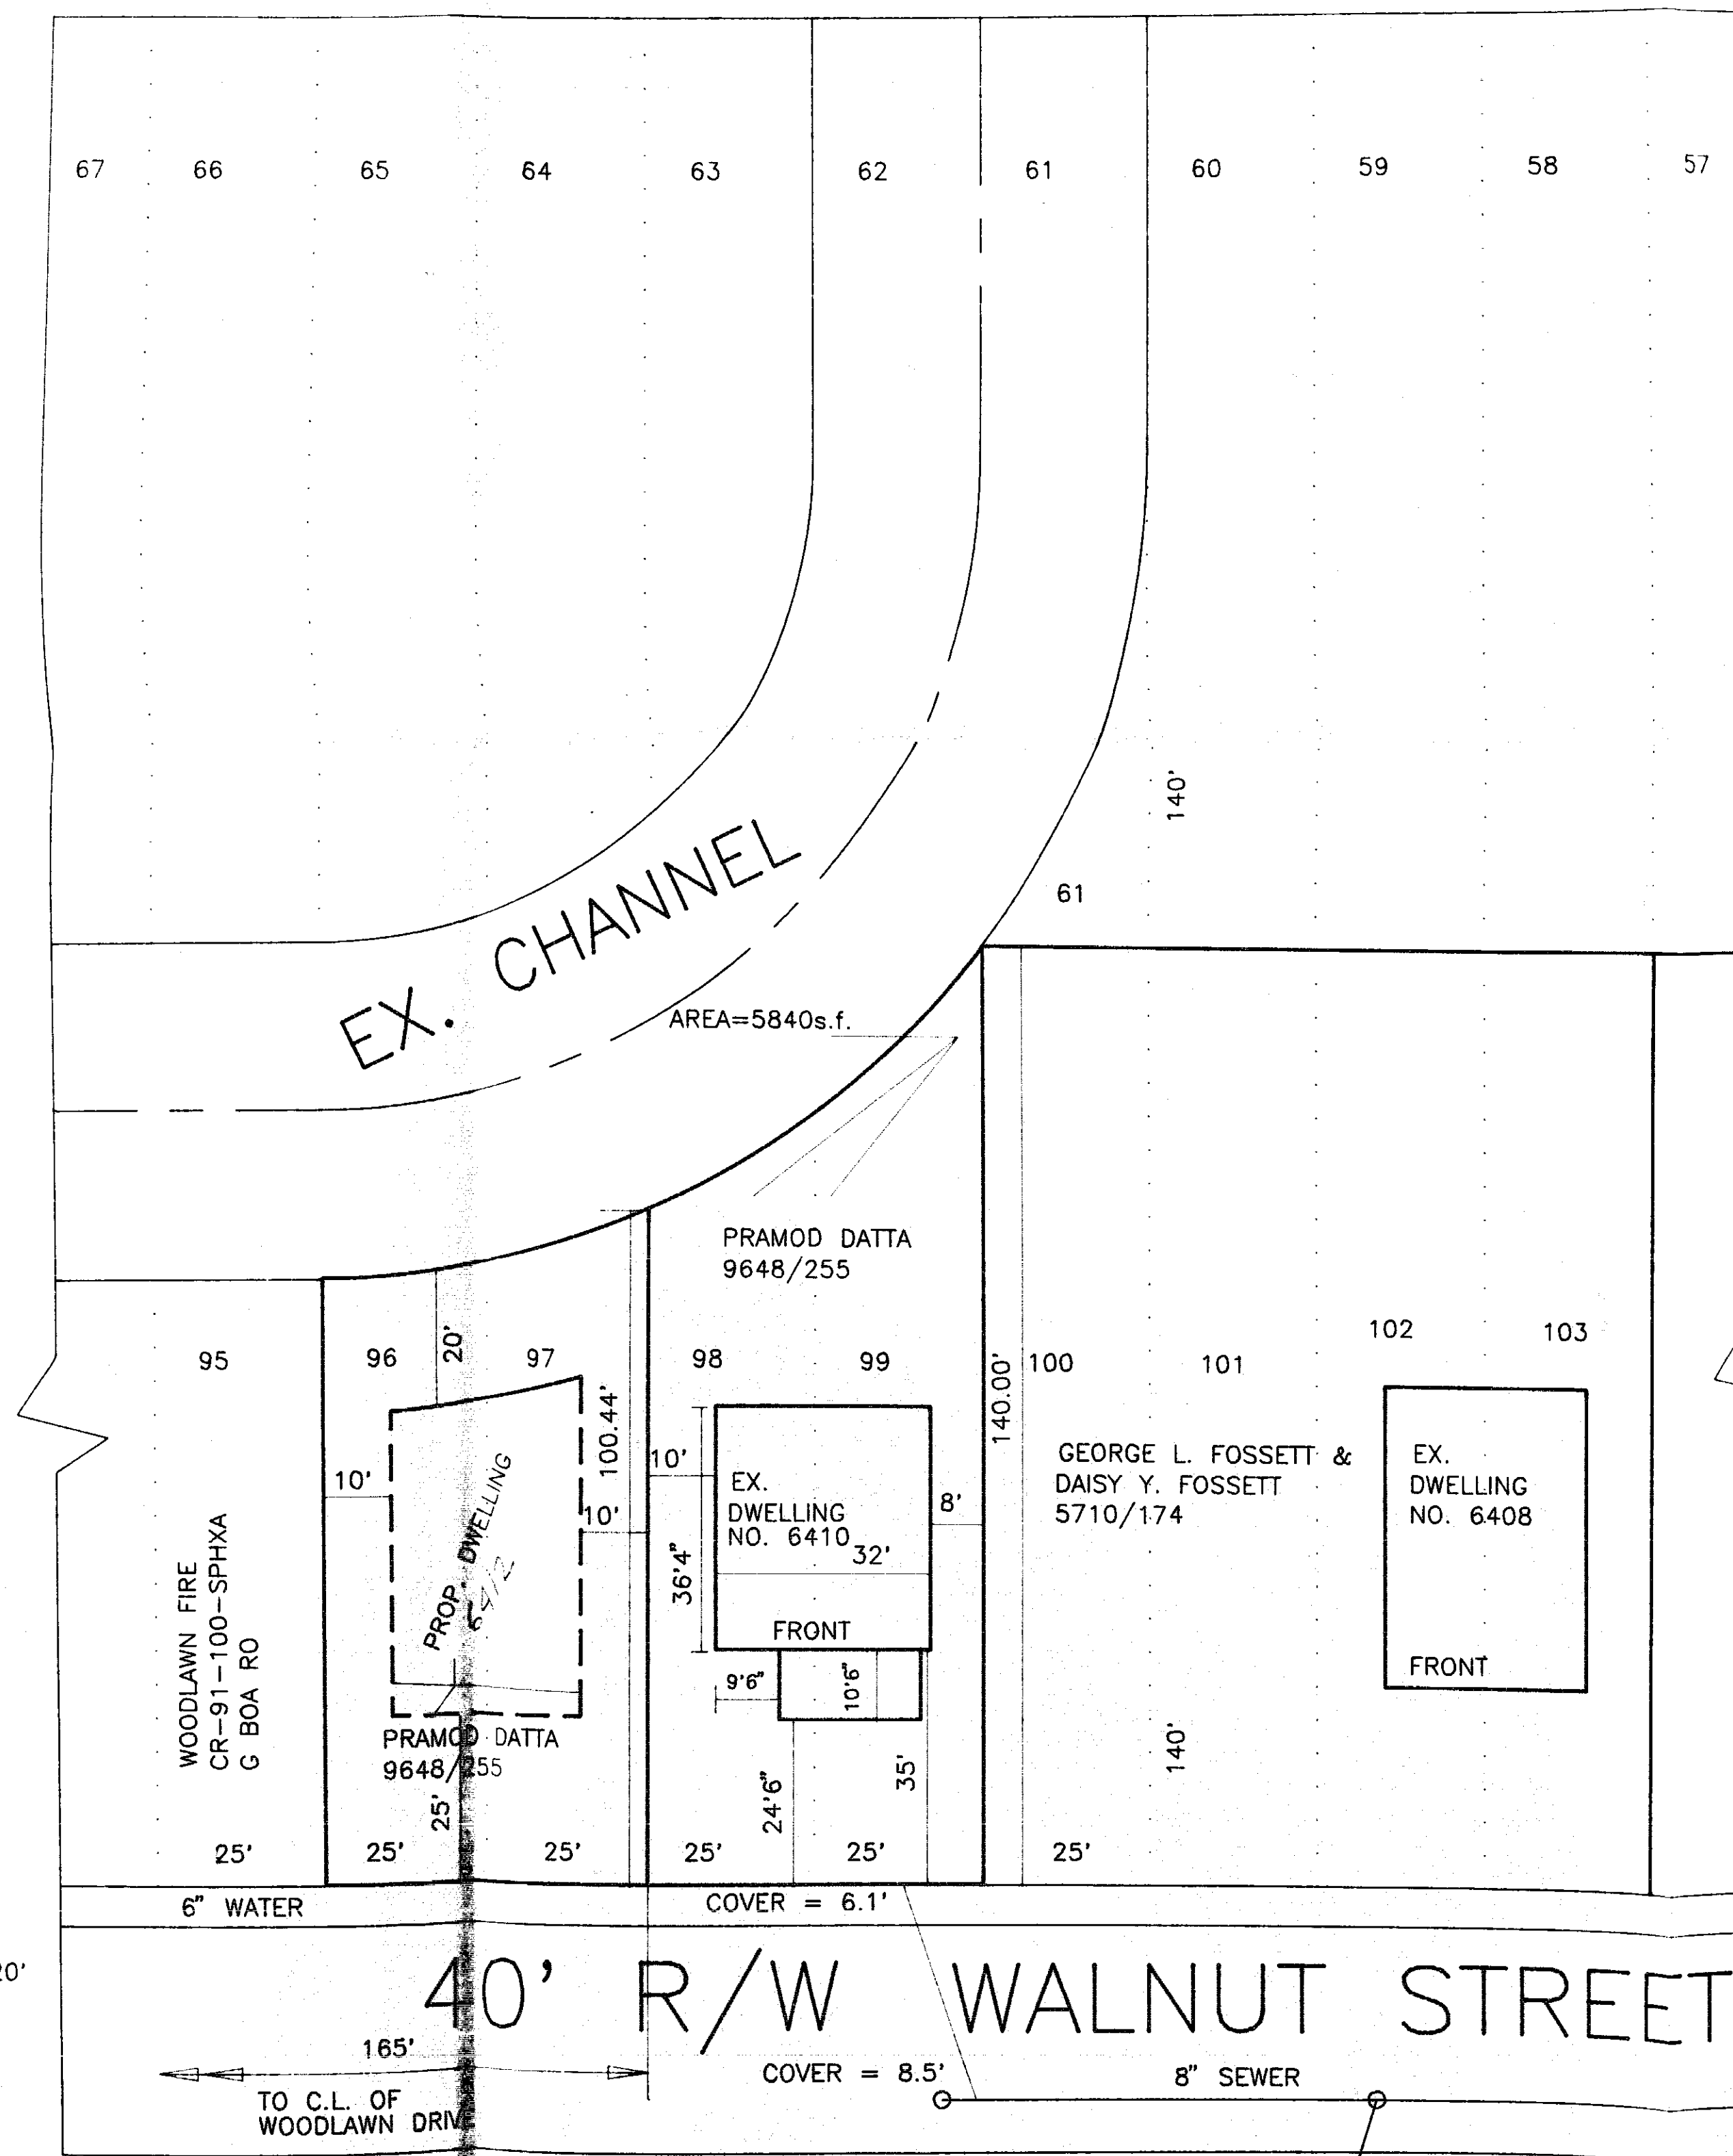 67 66 65 64 63 62 61 60 59 58 57
140'
61
EX. CHANNEL
AREA=5840s.f.
PRAMOD DATTA
9648/255
95 96 20' 97 98 99 100 101 102 103
100.44'
140.00'
10'
10'
10'
8'
EX.
DWELLING
NO. 6410
32'
36'4"
FRONT
9'6"
10'6"
24'6"
35'
GEORGE L. FOSSETT &
DAISY Y. FOSSETT
5710/174
EX.
DWELLING
NO. 6408
FRONT
PROP. DWELLING
6412
WOODLAWN FIRE
CR-91-100-SPHXA
G BOA RO
PRAMOD DATTA
9648/255
25'
140'
25' 25' 25' 25' 25' 25'
6" WATER
COVER = 6.1'
20'
40' R/W WALNUT STREET
165'
COVER = 8.5'
8" SEWER
TO C.L. OF
WOODLAWN DRIVE